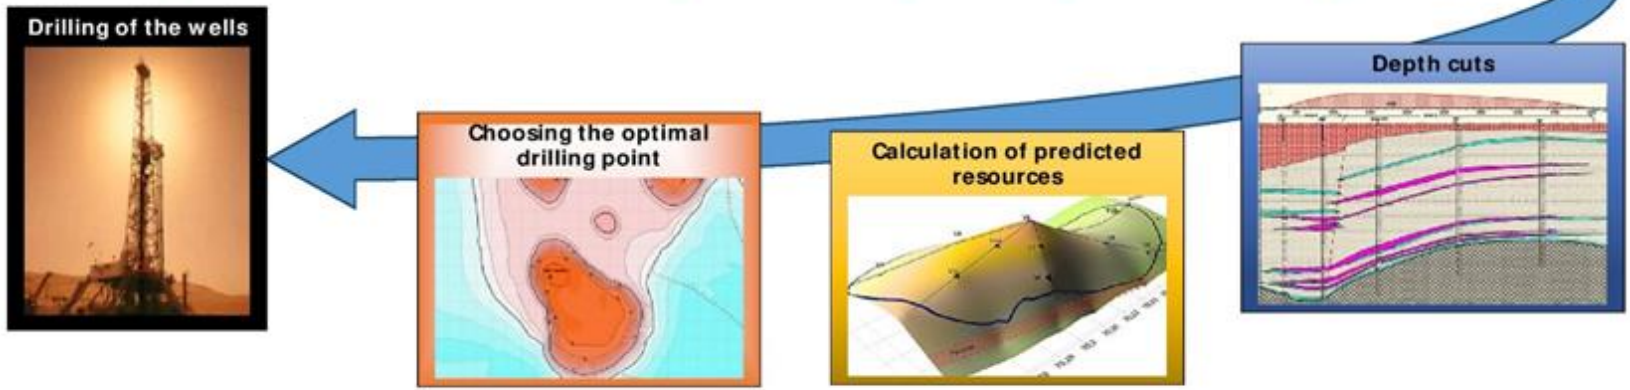 Drilling of the wells
Choosing the optimal
drilling point
Calculation of predicted
resources
Depth cuts